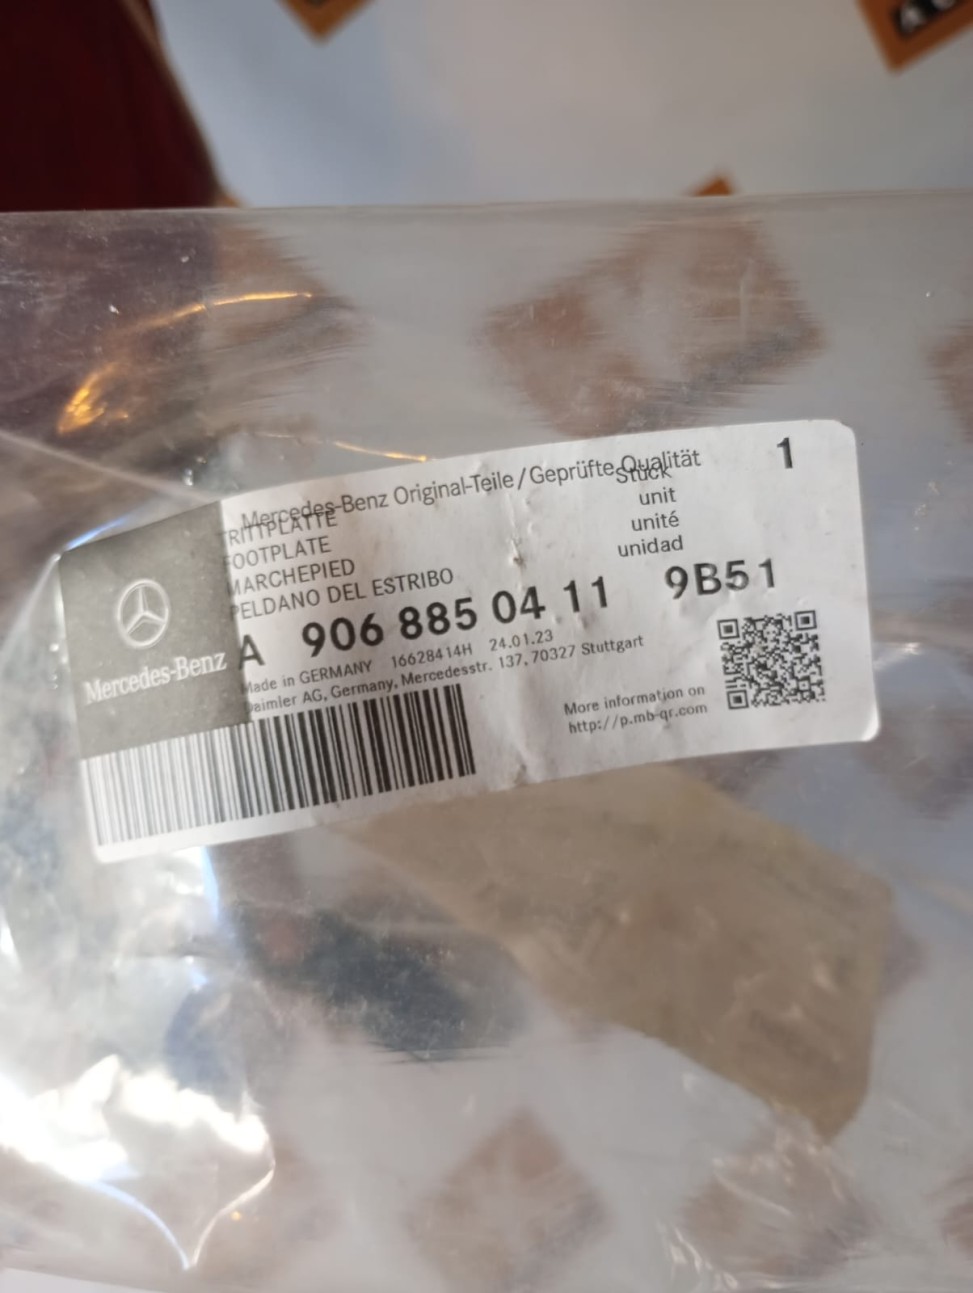 Mercedes-Benz Original-Teile/Geprüfte Qualität
1
TRITTPLATTE
Stück
FOOTPLATE
unit
MARCHEPIED
unité
PELDANO DEL ESTRIBO
unidad
A 906 885 04 11 9B51
Made in GERMANY 16628414H 24.01.23
Daimler AG, Germany, Mercedesstr. 137, 70327 Stuttgart
Mercedes-Benz
More information on
http://p.mb-qr.com